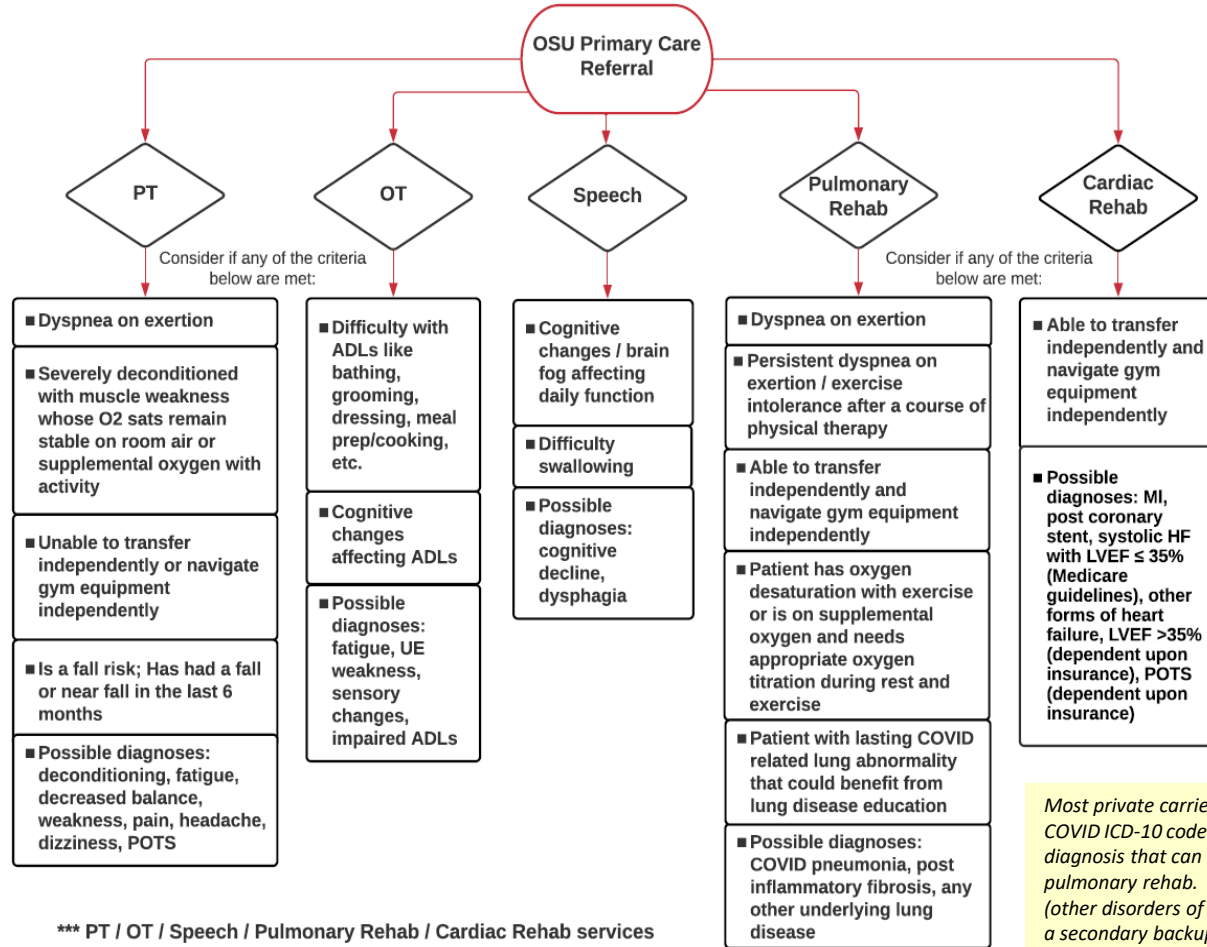 OSU Primary Care
Referral
PT
OT
Speech
Pulmonary
Rehab
Cardiac
Rehab
Consider if any of the criteria
below are met:
Consider if any of the criteria
below are met:
■ Dyspnea on exertion
■ Severely deconditioned
with muscle weakness
whose O2 sats remain
stable on room air or
supplemental oxygen with
activity
■ Unable to transfer
independently or navigate
gym equipment
independently
■ Is a fall risk; Has had a fall
or near fall in the last 6
months
■ Possible diagnoses:
deconditioning, fatigue,
decreased balance,
weakness, pain, headache,
dizziness, POTS
■ Difficulty with
ADLs like
bathing,
grooming,
dressing, meal
prep/cooking,
etc.
■ Cognitive
changes
affecting ADLs
■ Possible
diagnoses:
fatigue, UE
weakness,
sensory
changes,
impaired ADLs
■ Cognitive
changes / brain
fog affecting
daily function
■ Difficulty
swallowing
■ Possible
diagnoses:
cognitive
decline,
dysphagia
■ Dyspnea on exertion
■ Persistent dyspnea on
exertion / exercise
intolerance after a course of
physical therapy
■ Able to transfer
independently and
navigate gym equipment
independently
■ Patient has oxygen
desaturation with exercise
or is on supplemental
oxygen and needs
appropriate oxygen
titration during rest and
exercise
■ Patient with lasting COVID
related lung abnormality
that could benefit from
lung disease education
■ Possible diagnoses:
COVID pneumonia, post
inflammatory fibrosis, any
other underlying lung
disease
■ Able to transfer
independently and
navigate gym
equipment
independently
■ Possible
diagnoses: MI,
post coronary
stent, systolic HF
with LVEF ≤ 35%
(Medicare
guidelines), other
forms of heart
failure, LVEF >35%
(dependent upon
insurance), POTS
(dependent upon
insurance)
Most private carrie
COVID ICD-10 code
diagnosis that can
pulmonary rehab.
(other disorders of
a secondary backup
*** PT / OT / Speech / Pulmonary Rehab / Cardiac Rehab services